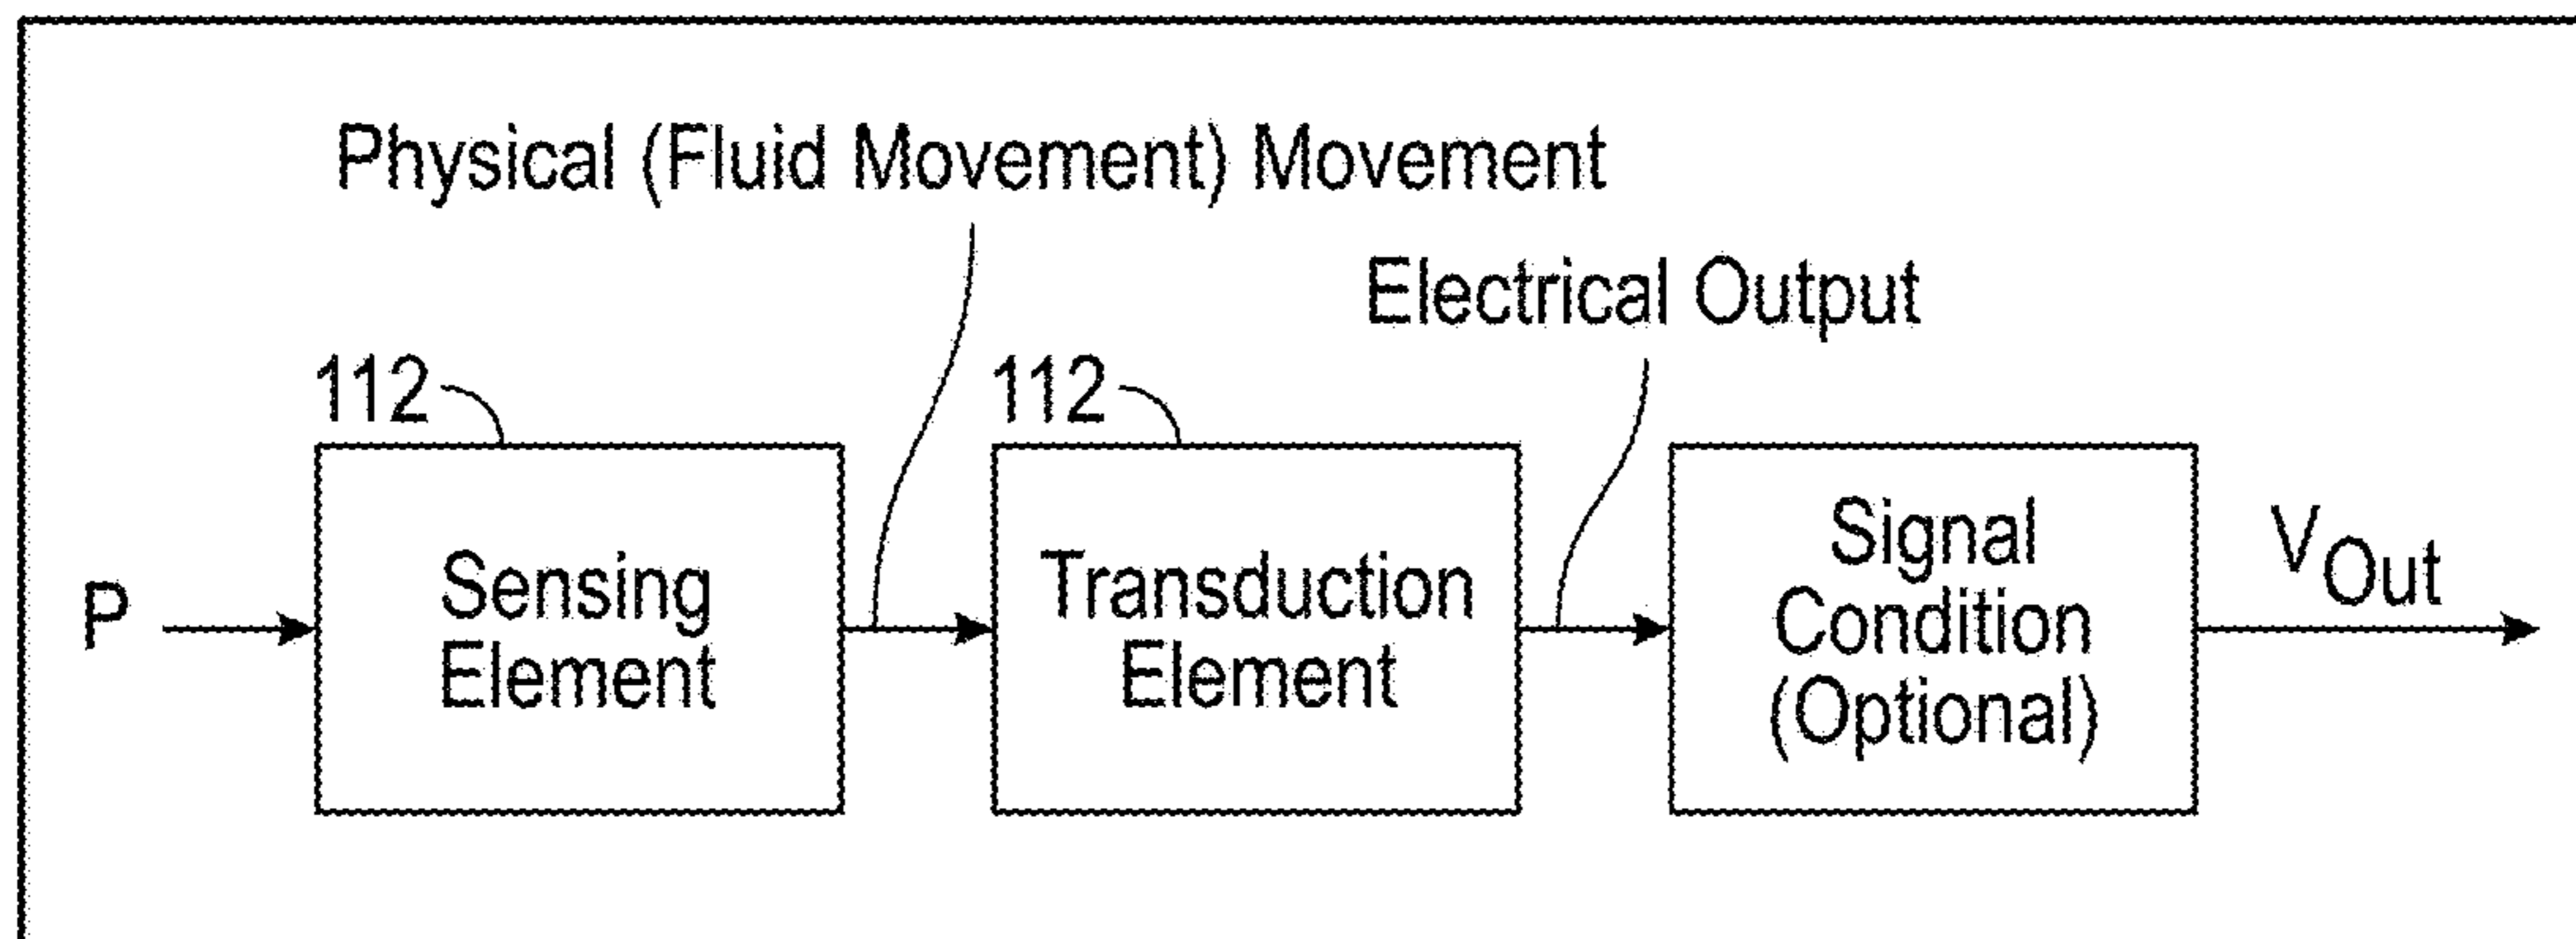 Physical (Fluid Movement) Movement
Electrical Output
112
112
P
Sensing
Element
Transduction
Element
Signal
Condition
(Optional)
VOut